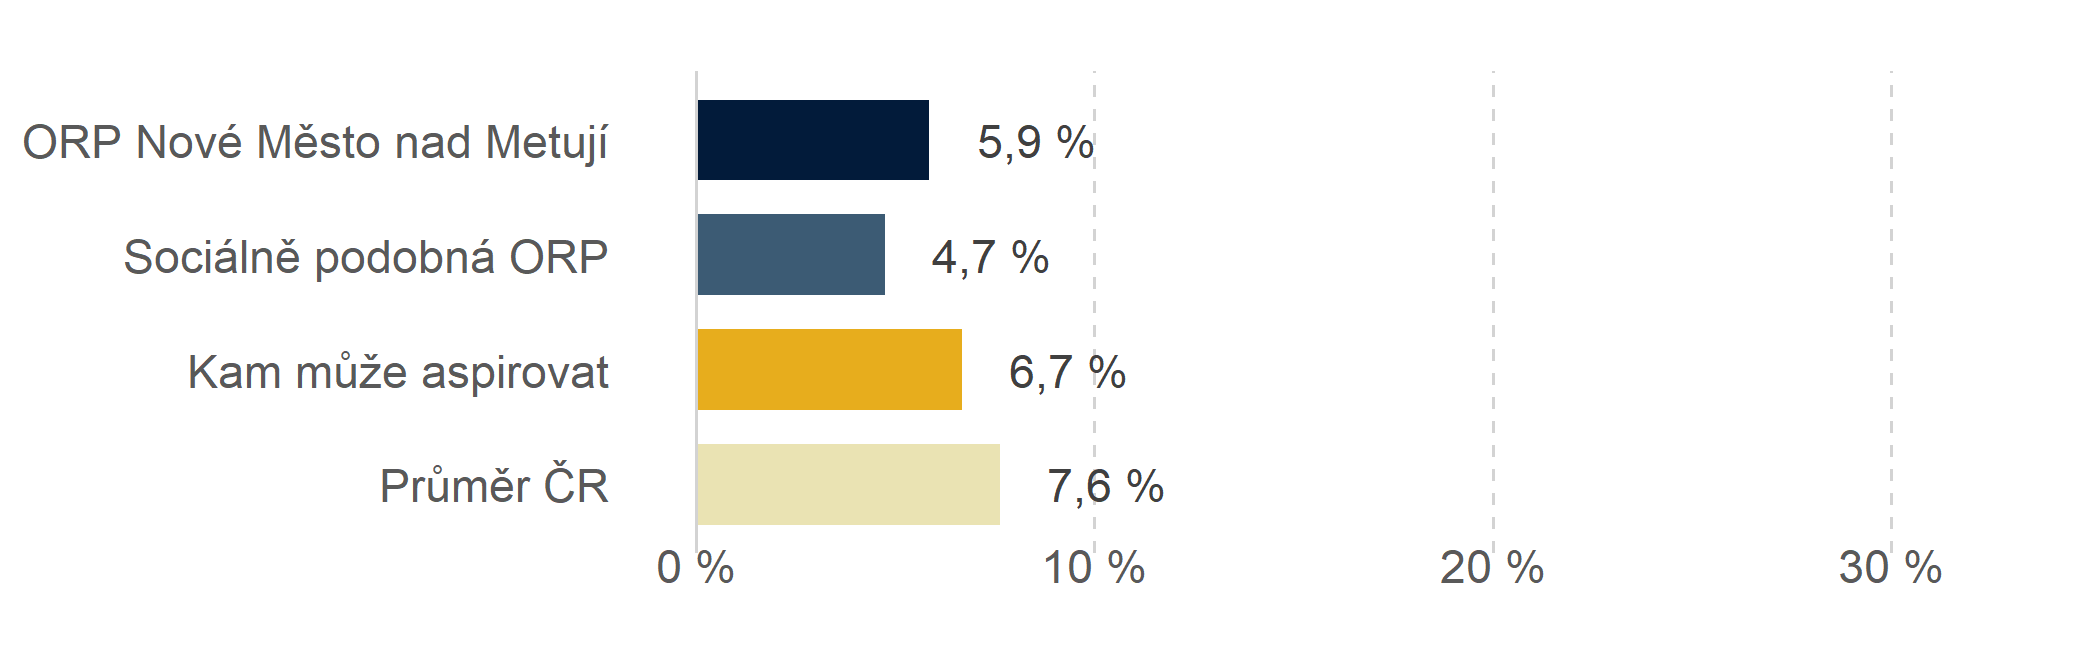 ORP Nové Město nad Metují 5,9 %
Sociálně podobná ORP 4,7 %
Kam může aspirovat 6,7 %
Průměr ČR 7,6 %
0 % 10 % 20 % 30 %